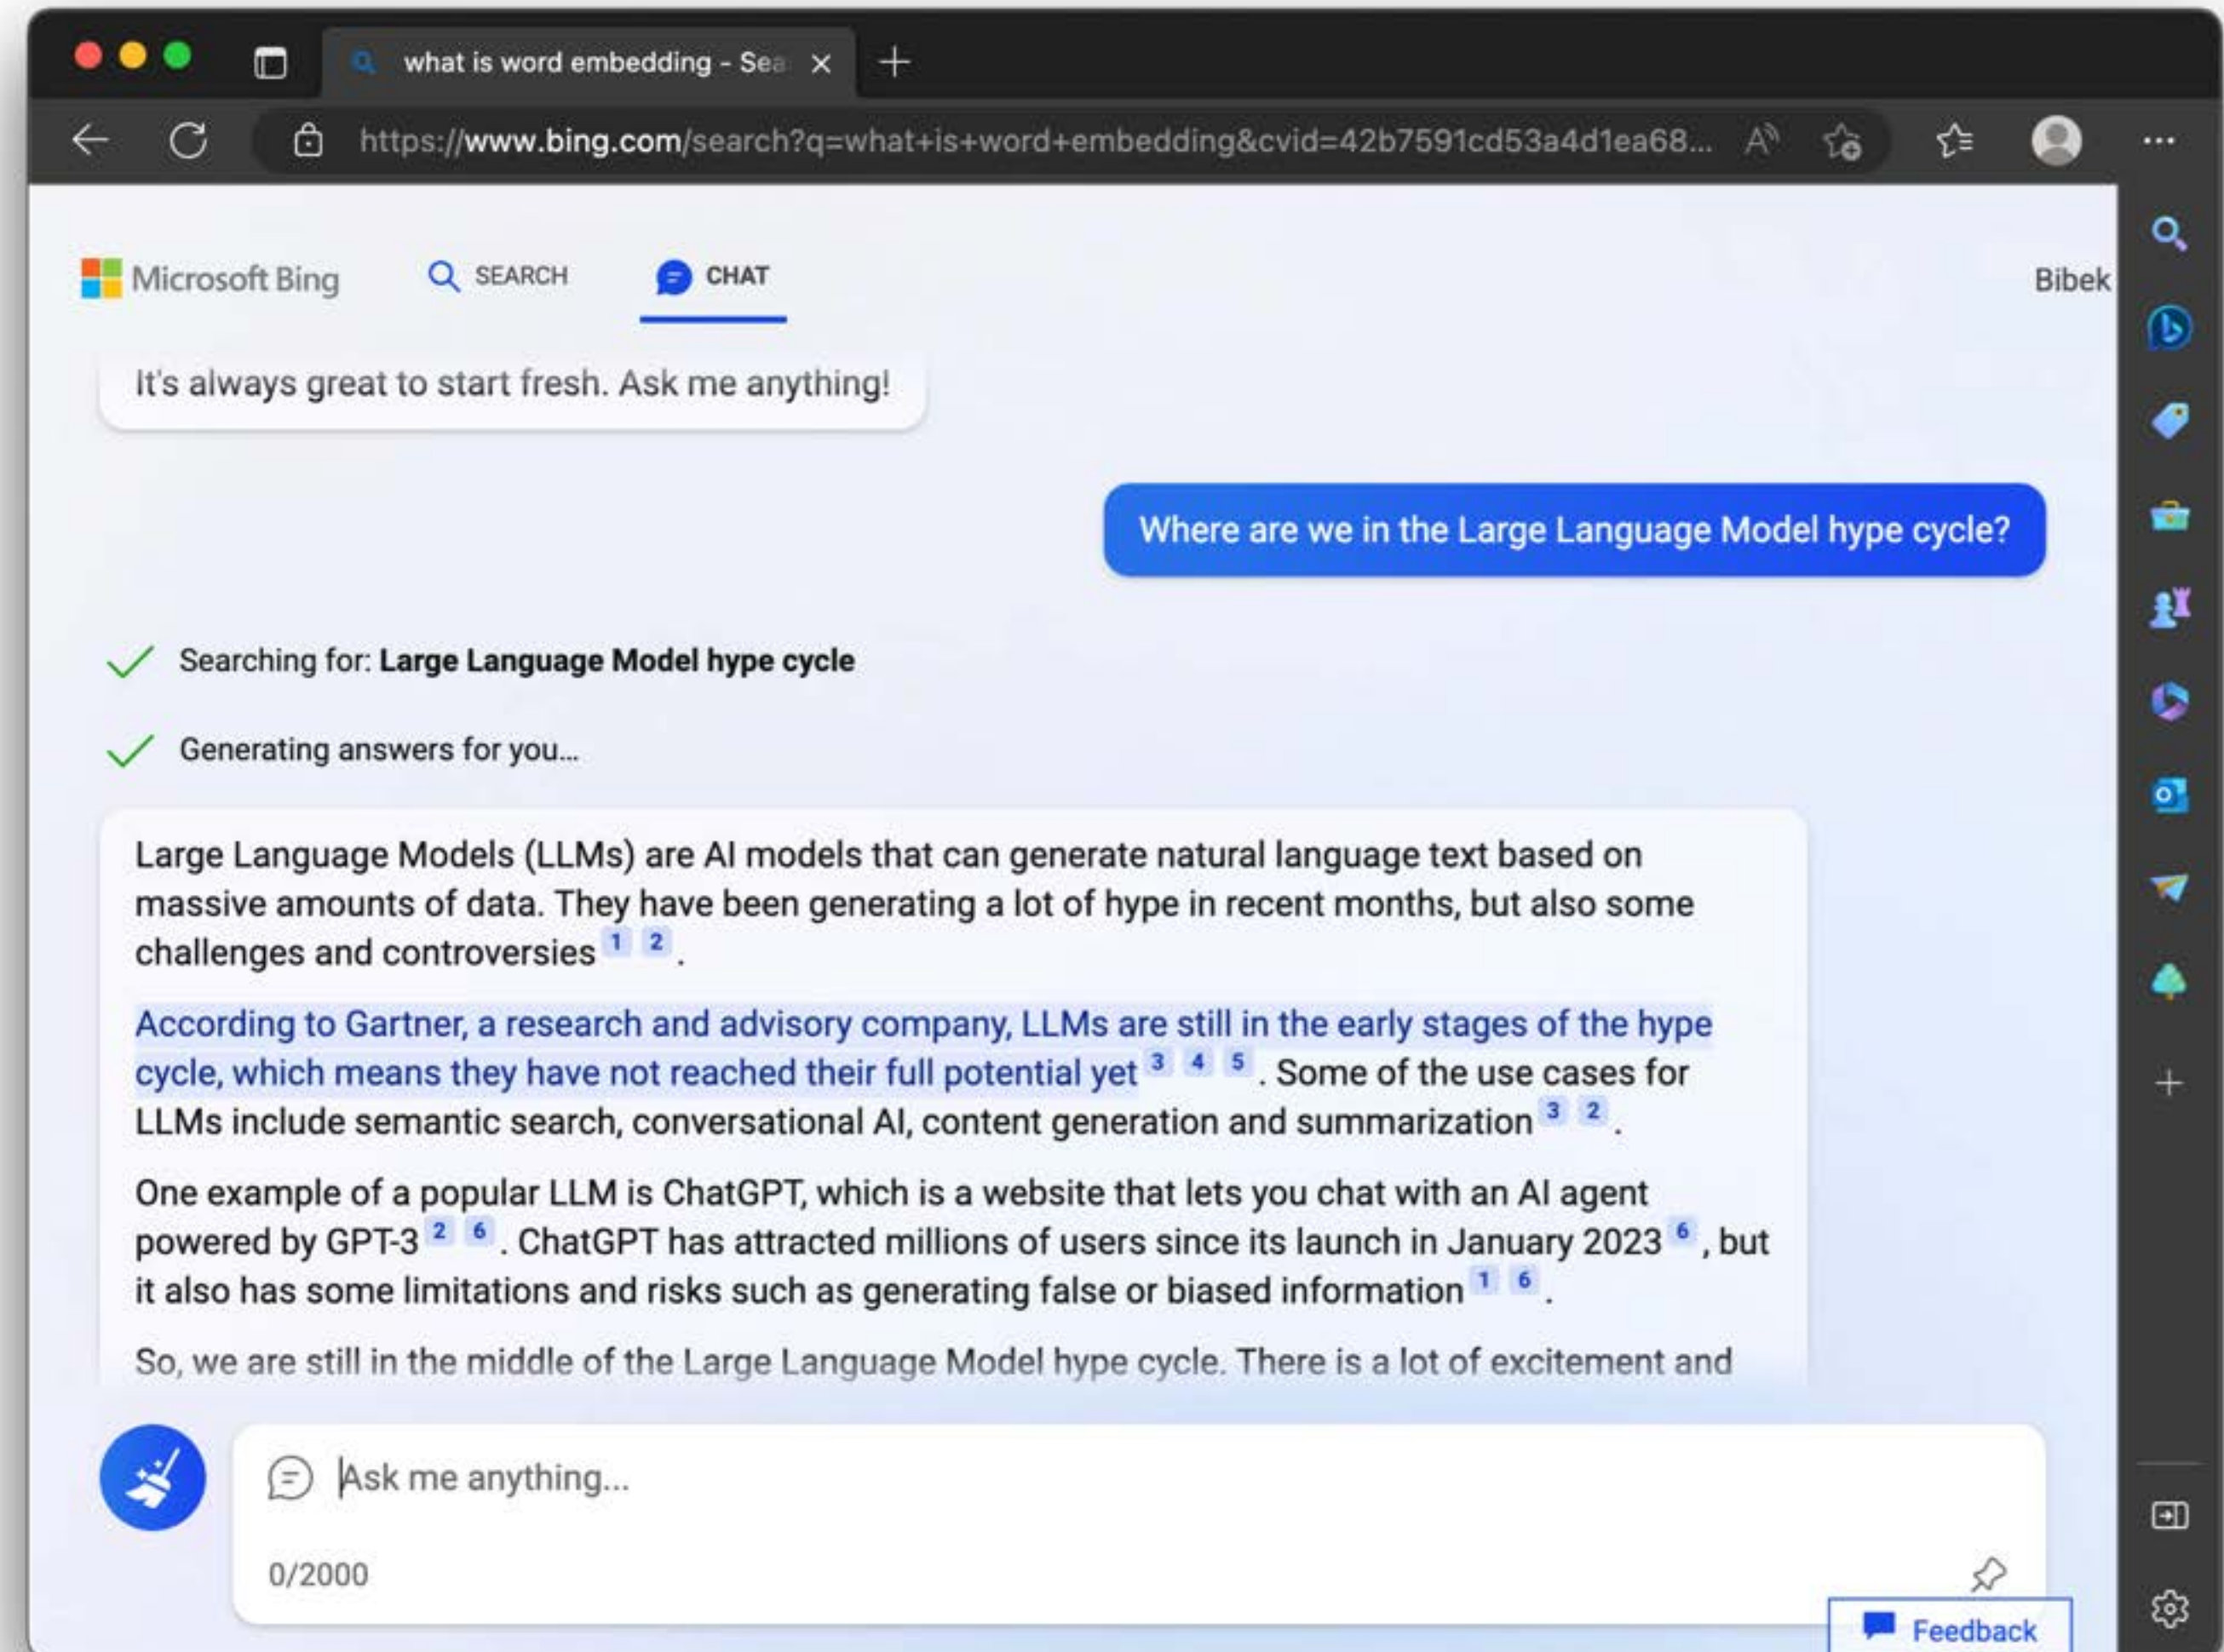 what is word embedding - Sea
https://www.bing.com/search?q=what+is+word+embedding&cvid=42b7591cd53a4d1ea68...
Microsoft Bing
SEARCH
CHAT
Bibek
It's always great to start fresh. Ask me anything!
Where are we in the Large Language Model hype cycle?
Searching for: Large Language Model hype cycle
Generating answers for you...
Large Language Models (LLMs) are AI models that can generate natural language text based on
massive amounts of data. They have been generating a lot of hype in recent months, but also some
challenges and controversies 1 2 .
According to Gartner, a research and advisory company, LLMs are still in the early stages of the hype
cycle, which means they have not reached their full potential yet 3 4 5 . Some of the use cases for
LLMs include semantic search, conversational AI, content generation and summarization 3 2 .
One example of a popular LLM is ChatGPT, which is a website that lets you chat with an AI agent
powered by GPT-3 2 6 . ChatGPT has attracted millions of users since its launch in January 2023 6 , but
it also has some limitations and risks such as generating false or biased information 1 6 .
So, we are still in the middle of the Large Language Model hype cycle. There is a lot of excitement and
Ask me anything...
0/2000
Feedback